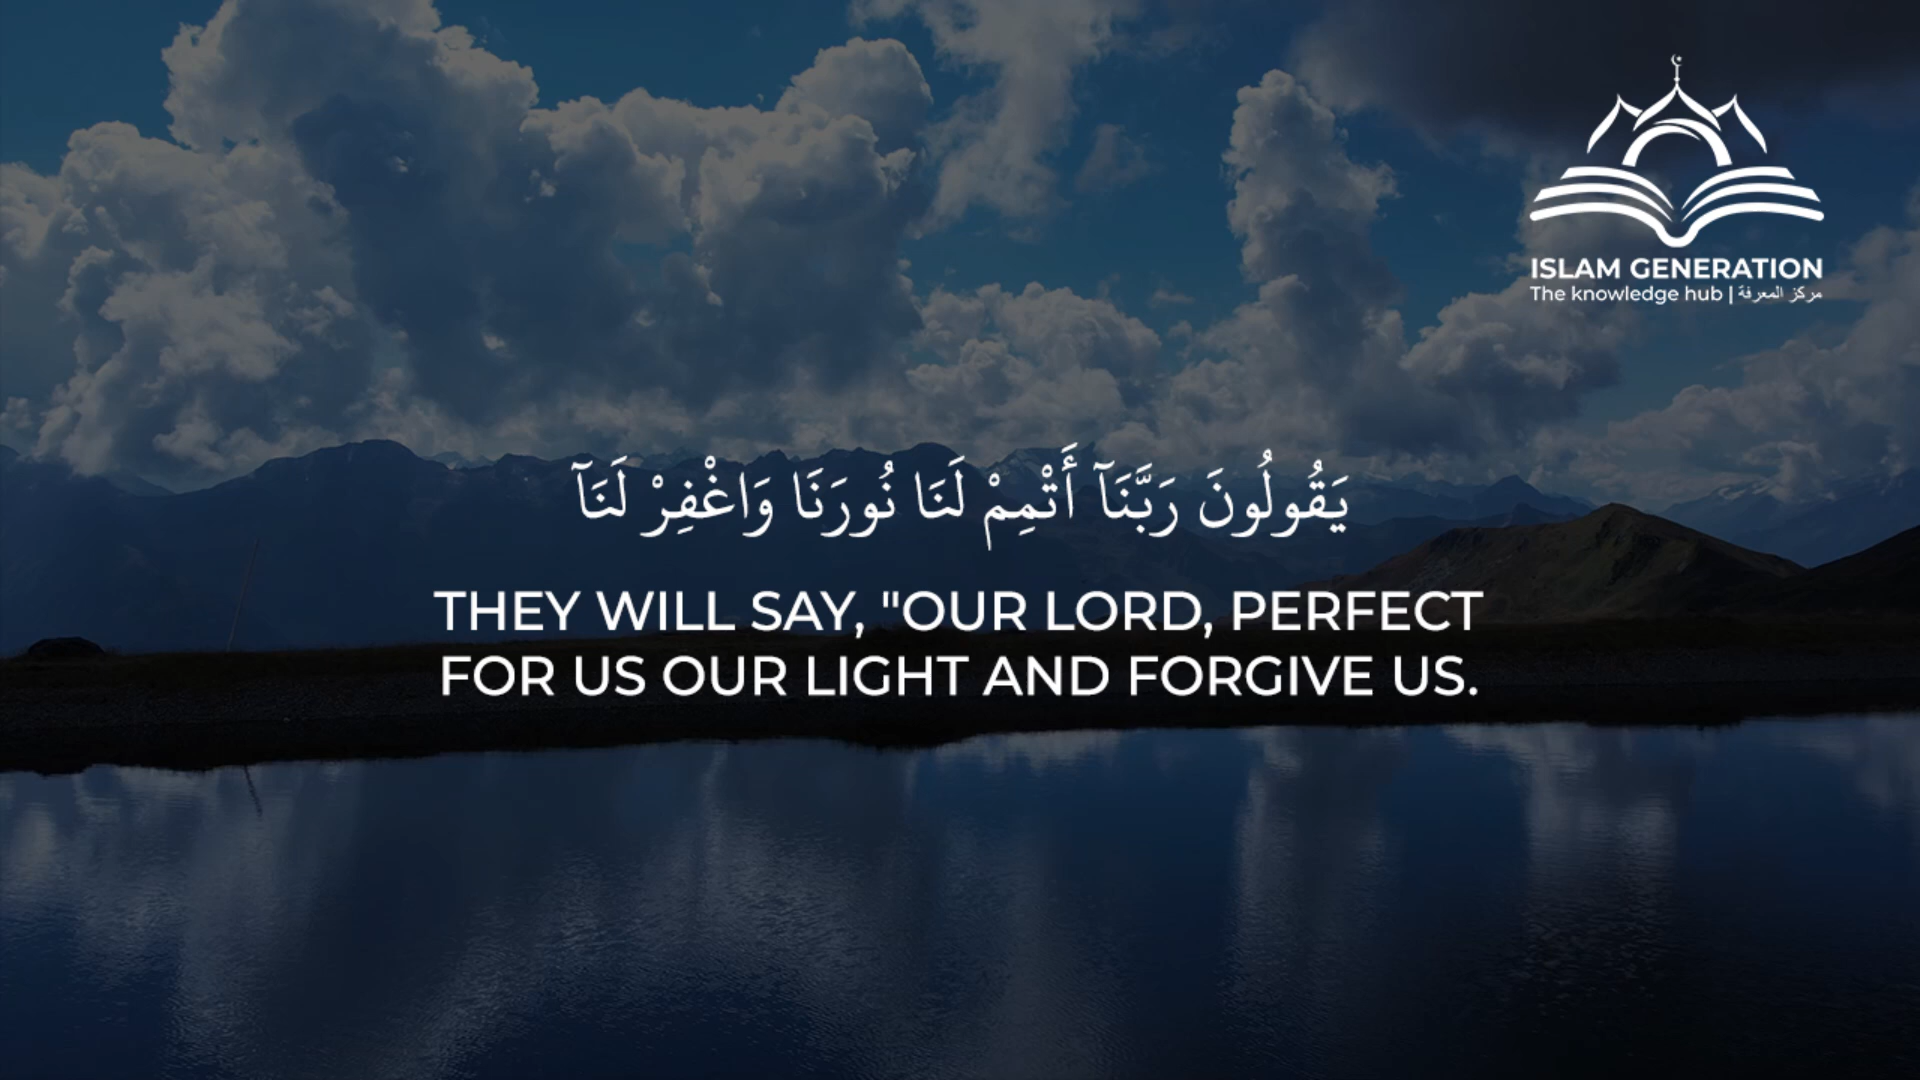 ISLAM GENERATION
The knowledge hub | مركز المعرفة
يَقُولُونَ رَبَّنَآ أَتْمِمْ لَنَا نُورَنَا وَاغْفِرْ لَنَآ
THEY WILL SAY, "OUR LORD, PERFECT
FOR US OUR LIGHT AND FORGIVE US.